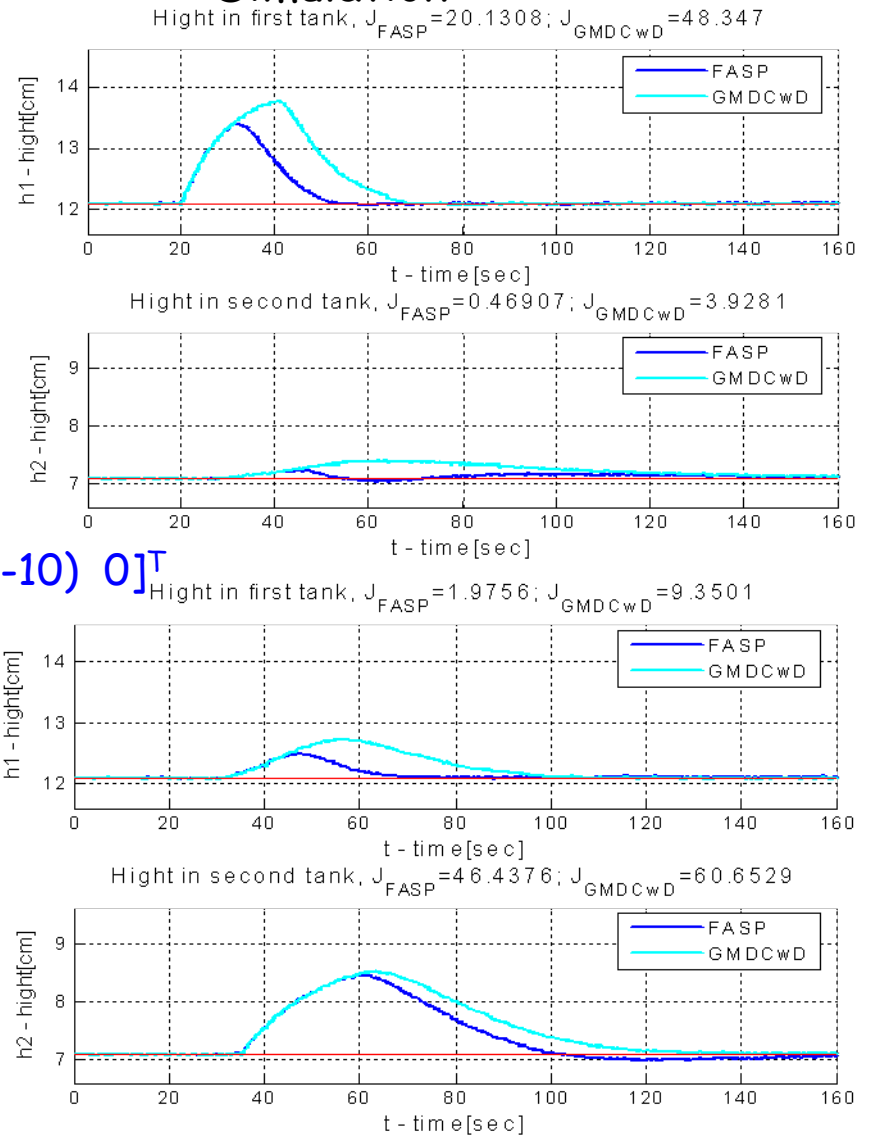 Simulation
Hight in first tank, J_FASP=20.1308; J_GMDCwD=48.347
FASP
GMDCwD
h1 - hight[cm]
14
13
12
0 20 40 60 80 100 120 140 160
t - time[sec]
Hight in second tank, J_FASP=0.46907; J_GMDCwD=3.9281
FASP
GMDCwD
h2 - hight[cm]
9
8
7
0 20 40 60 80 100 120 140 160
t - time[sec]
-10) 0]ᵀ
Hight in first tank, J_FASP=1.9756; J_GMDCwD=9.3501
FASP
GMDCwD
h1 - hight[cm]
14
13
12
0 20 40 60 80 100 120 140 160
t - time[sec]
Hight in second tank, J_FASP=46.4376; J_GMDCwD=60.6529
FASP
GMDCwD
h2 - hight[cm]
9
8
7
0 20 40 60 80 100 120 140 160
t - time[sec]